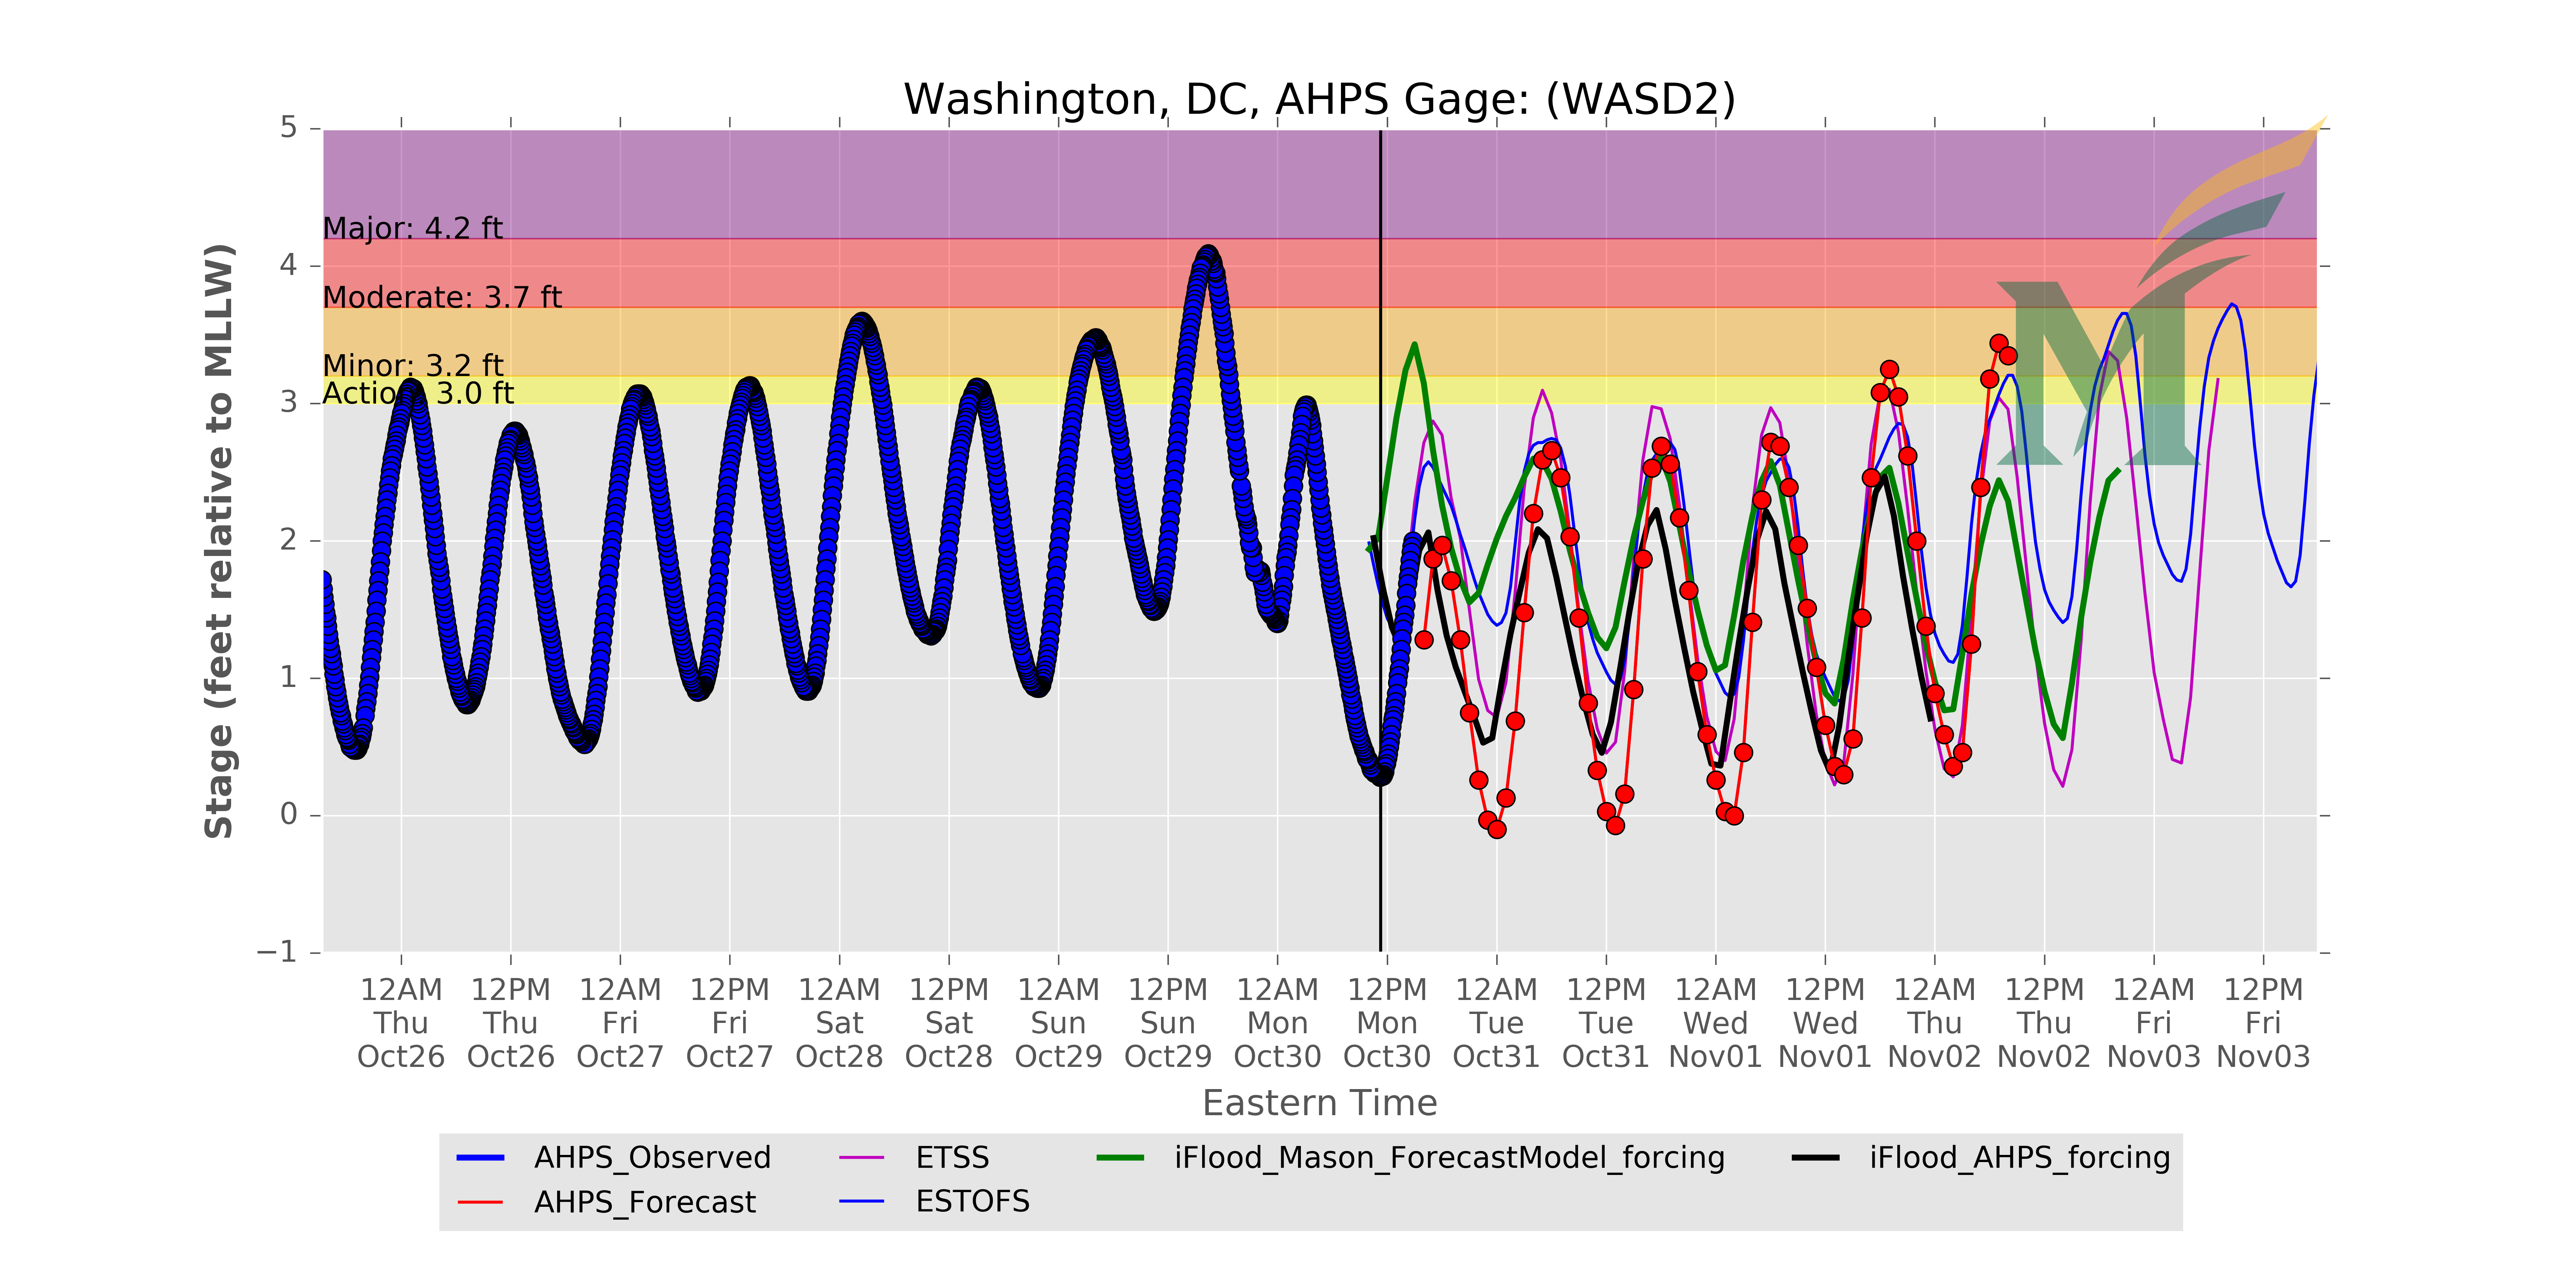 Washington, DC, AHPS Gage: (WASD2)
Stage (feet relative to MLLW)
5
4
3
2
1
0
−1
Major: 4.2 ft
Moderate: 3.7 ft
Minor: 3.2 ft
Action: 3.0 ft
M
12AM 12PM 12AM 12PM 12AM 12PM 12AM 12PM 12AM 12PM 12AM 12PM 12AM 12PM 12AM 12PM 12AM 12PM
Thu Thu Fri Fri Sat Sat Sun Sun Mon Mon Tue Tue Wed Wed Thu Thu Fri Fri
Oct26 Oct26 Oct27 Oct27 Oct28 Oct28 Oct29 Oct29 Oct30 Oct30 Oct31 Oct31 Nov01 Nov01 Nov02 Nov02 Nov03 Nov03
Eastern Time
AHPS_Observed ETSS iFlood_Mason_ForecastModel_forcing iFlood_AHPS_forcing
AHPS_Forecast ESTOFS